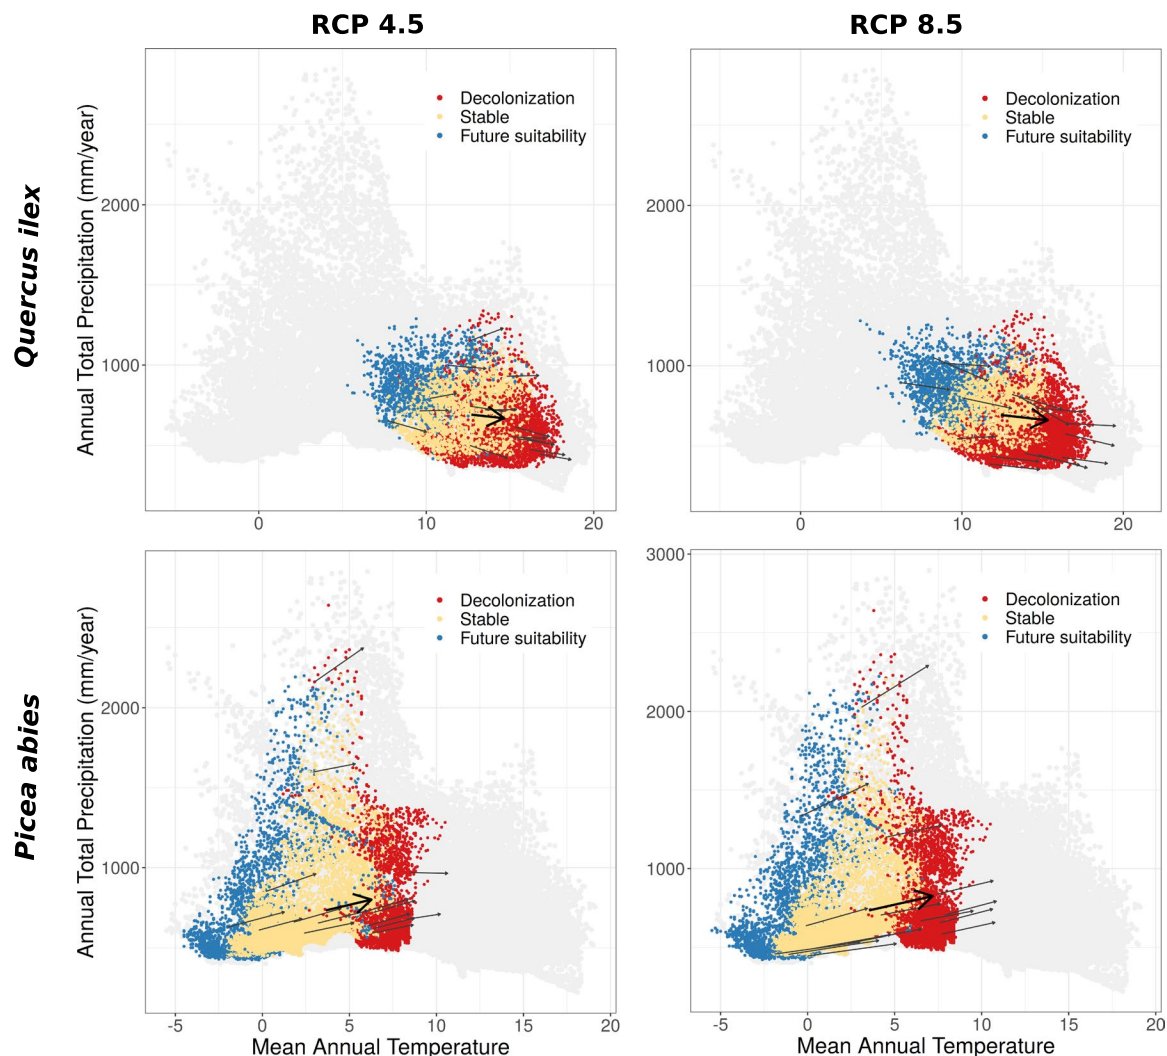 RCP 4.5
RCP 8.5
Quercus ilex
Annual Total Precipitation (mm/year)
2000
1000
Decolonization
Stable
Future suitability
0
10
20
2000
1000
Decolonization
Stable
Future suitability
0
10
20
Picea abies
Annual Total Precipitation (mm/year)
2000
1000
Decolonization
Stable
Future suitability
-5
0
5
10
15
20
Mean Annual Temperature
3000
2000
1000
Decolonization
Stable
Future suitability
-5
0
5
10
15
20
Mean Annual Temperature